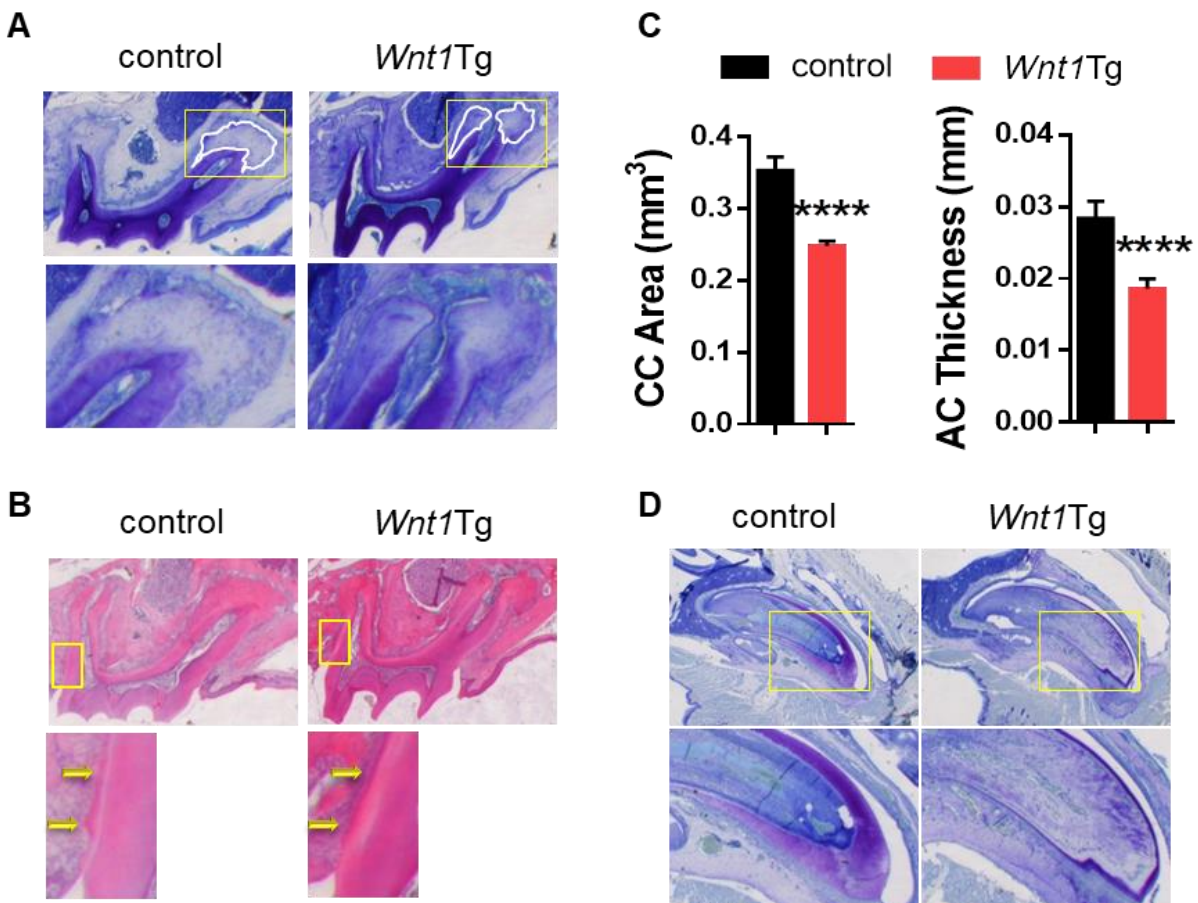 A
control
Wnt1Tg
B
control
Wnt1Tg
C
control
Wnt1Tg
CC Area (mm³)
0.4
0.3
0.2
0.1
0.0
****
AC Thickness (mm)
0.04
0.03
0.02
0.01
0.00
****
D
control
Wnt1Tg